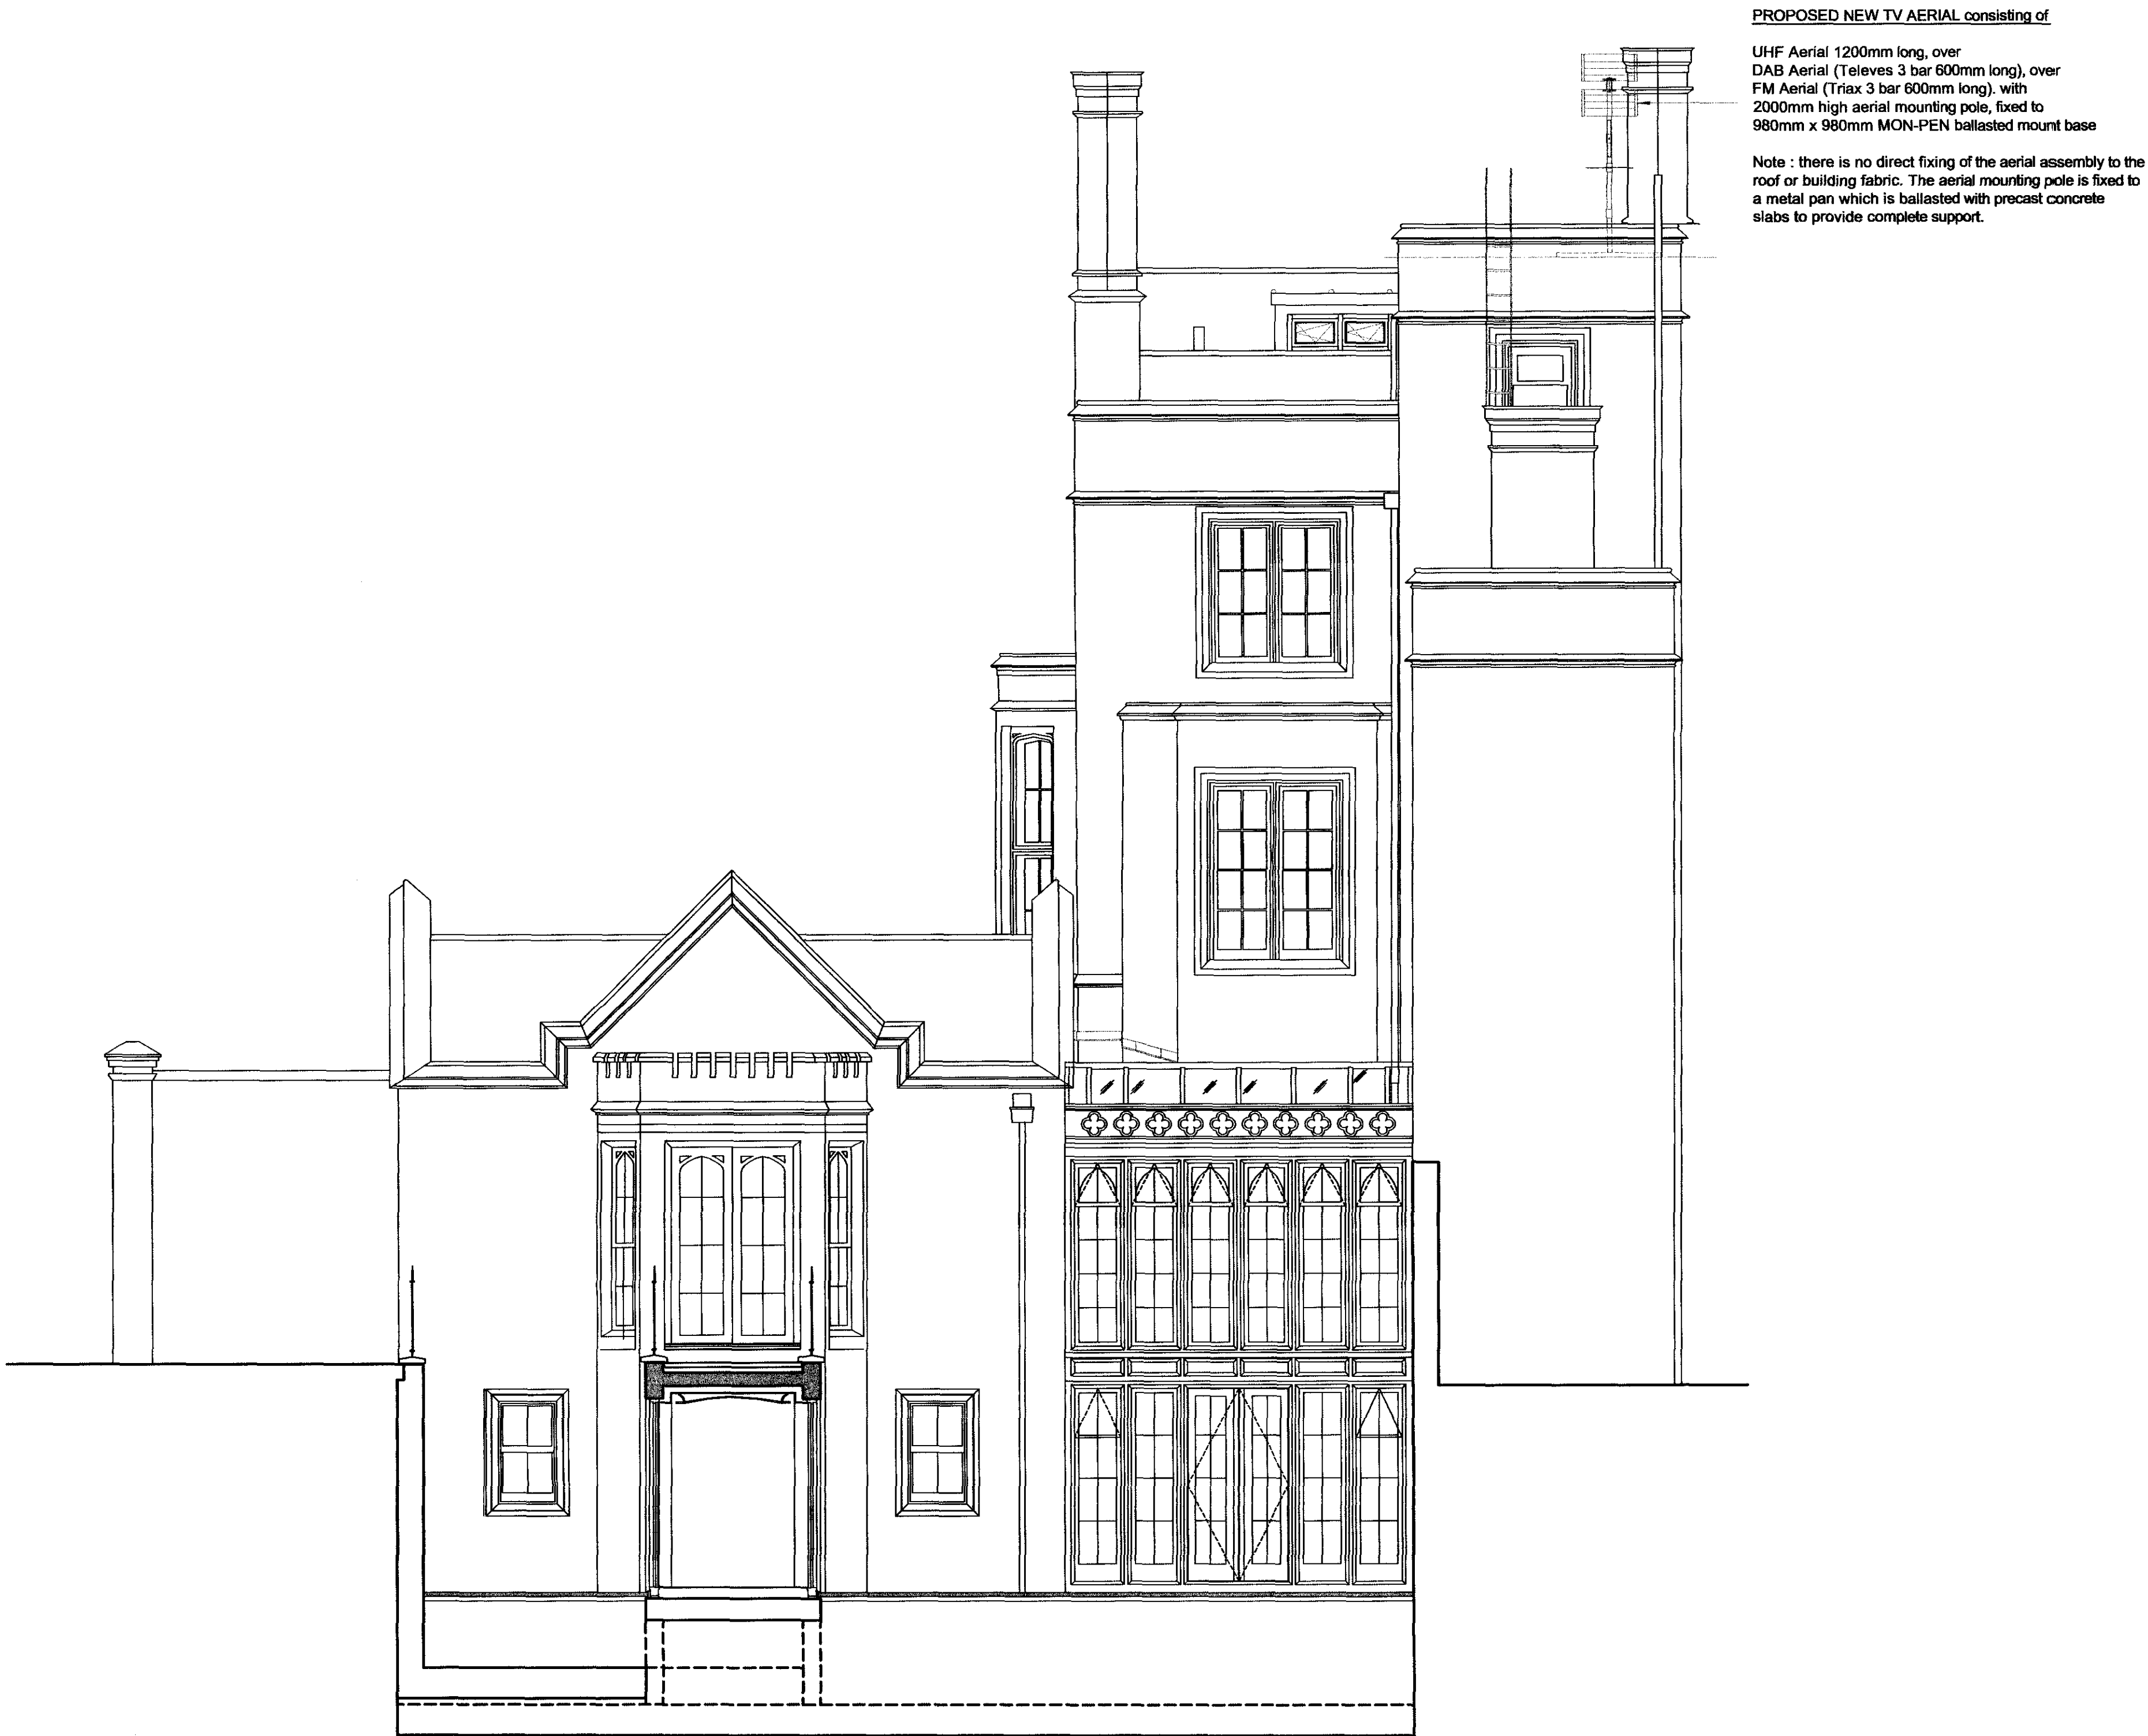 PROPOSED NEW TV AERIAL consisting of
UHF Aerial 1200mm long, over
DAB Aerial (Televes 3 bar 600mm long), over
FM Aerial (Triax 3 bar 600mm long). with
2000mm high aerial mounting pole, fixed to
980mm x 980mm MON-PEN ballasted mount base
Note : there is no direct fixing of the aerial assembly to the
roof or building fabric. The aerial mounting pole is fixed to
a metal pan which is ballasted with precast concrete
slabs to provide complete support.